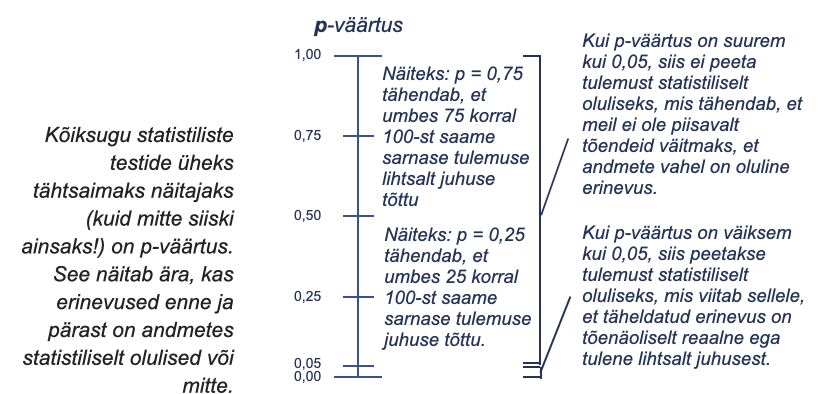 Kõiksugu statistiliste
testide üheks
tähtsaimaks näitajaks
(kuid mitte siiski
ainsaks!) on p-väärtus.
See näitab ära, kas
erinevused enne ja
pärast on andmetes
statistiliselt olulised või
mitte.
p-väärtus
1,00
0,75
0,50
0,25
0,05
0,00
Näiteks: p = 0,75
tähendab, et
umbes 75 korral
100-st saame
sarnase tulemuse
lihtsalt juhuse
tõttu
Näiteks: p = 0,25
tähendab, et
umbes 25 korral
100-st saame
sarnase tulemuse
juhuse tõttu.
Kui p-väärtus on suurem
kui 0,05, siis ei peeta
tulemust statistiliselt
oluliseks, mis tähendab, et
meil ei ole piisavalt
tõendeid väitmaks, et
andmete vahel on oluline
erinevus.
Kui p-väärtus on väiksem
kui 0,05, siis peetakse
tulemust statistiliselt
oluliseks, mis viitab sellele,
et täheldatud erinevus on
tõenäoliselt reaalne ega
tulene lihtsalt juhusest.